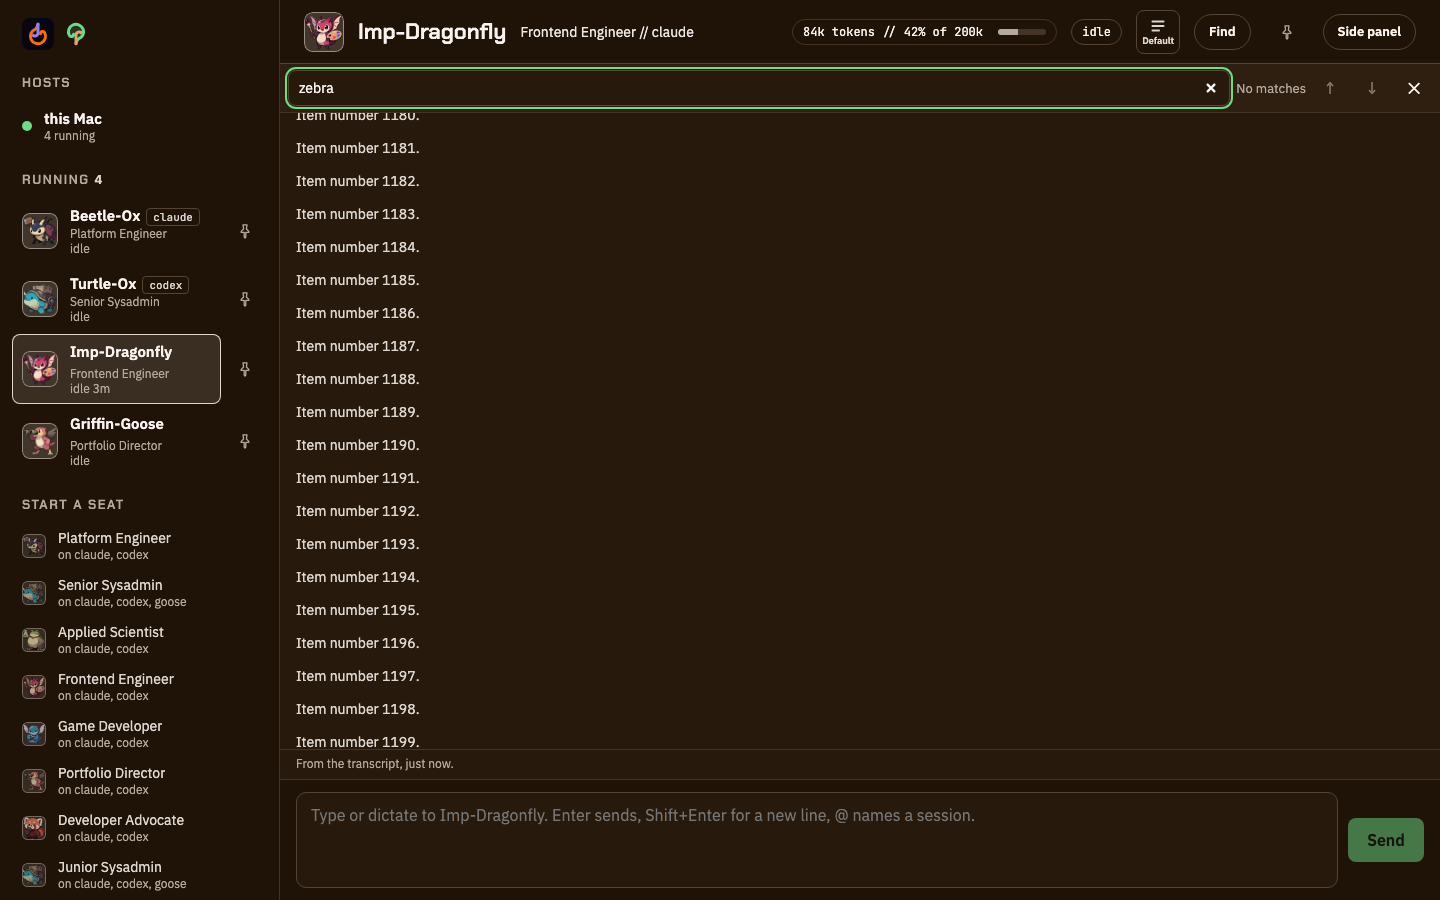 HOSTS
this Mac
4 running
RUNNING 4
Beetle-Ox claude
Platform Engineer
idle
Turtle-Ox codex
Senior Sysadmin
idle
Imp-Dragonfly
Frontend Engineer
idle 3m
Griffin-Goose
Portfolio Director
idle
START A SEAT
Platform Engineer
on claude, codex
Senior Sysadmin
on claude, codex, goose
Applied Scientist
on claude, codex
Frontend Engineer
on claude, codex
Game Developer
on claude, codex
Portfolio Director
on claude, codex
Developer Advocate
on claude, codex
Junior Sysadmin
on claude, codex, goose
Imp-Dragonfly Frontend Engineer // claude 84k tokens // 42% of 200k idle Default Find Side panel
zebra No matches
Item number 1180.
Item number 1181.
Item number 1182.
Item number 1183.
Item number 1184.
Item number 1185.
Item number 1186.
Item number 1187.
Item number 1188.
Item number 1189.
Item number 1190.
Item number 1191.
Item number 1192.
Item number 1193.
Item number 1194.
Item number 1195.
Item number 1196.
Item number 1197.
Item number 1198.
Item number 1199.
From the transcript, just now.
Type or dictate to Imp-Dragonfly. Enter sends, Shift+Enter for a new line, @ names a session.
Send